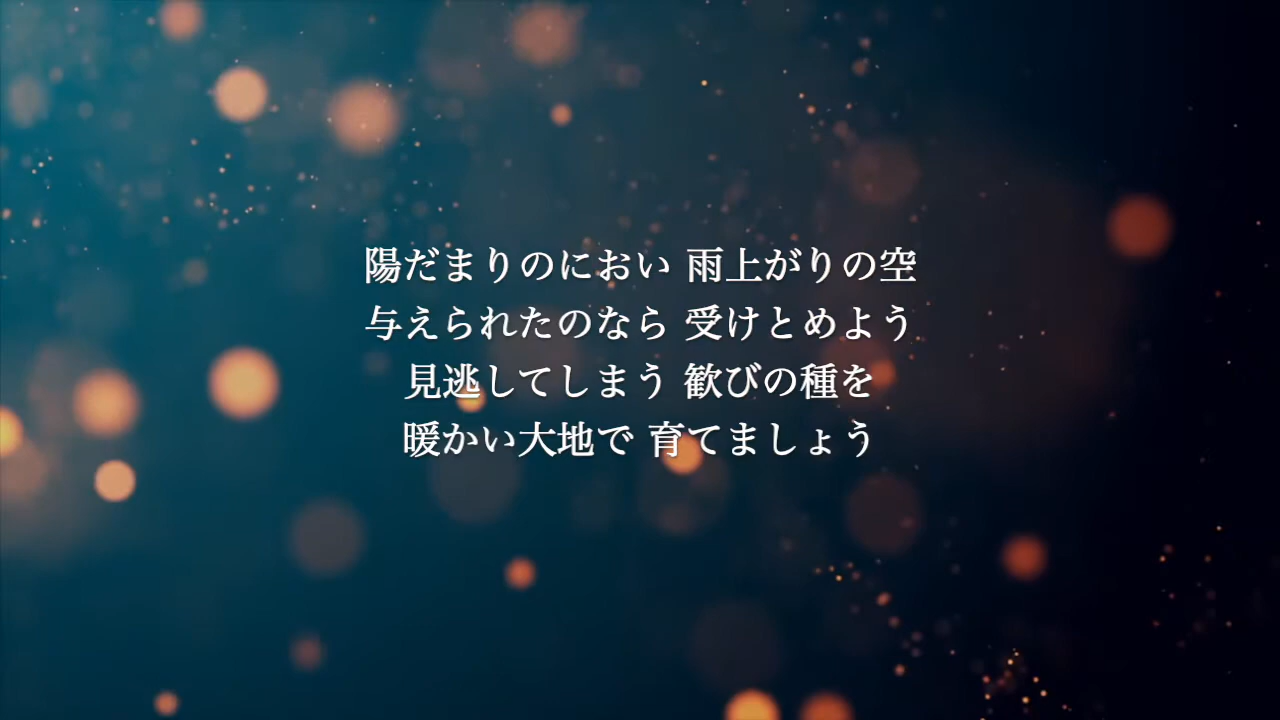 陽だまりのにおい 雨上がりの空
与えられたのなら 受けとめよう
見逃してしまう 歓びの種を
暖かい大地で 育てましょう